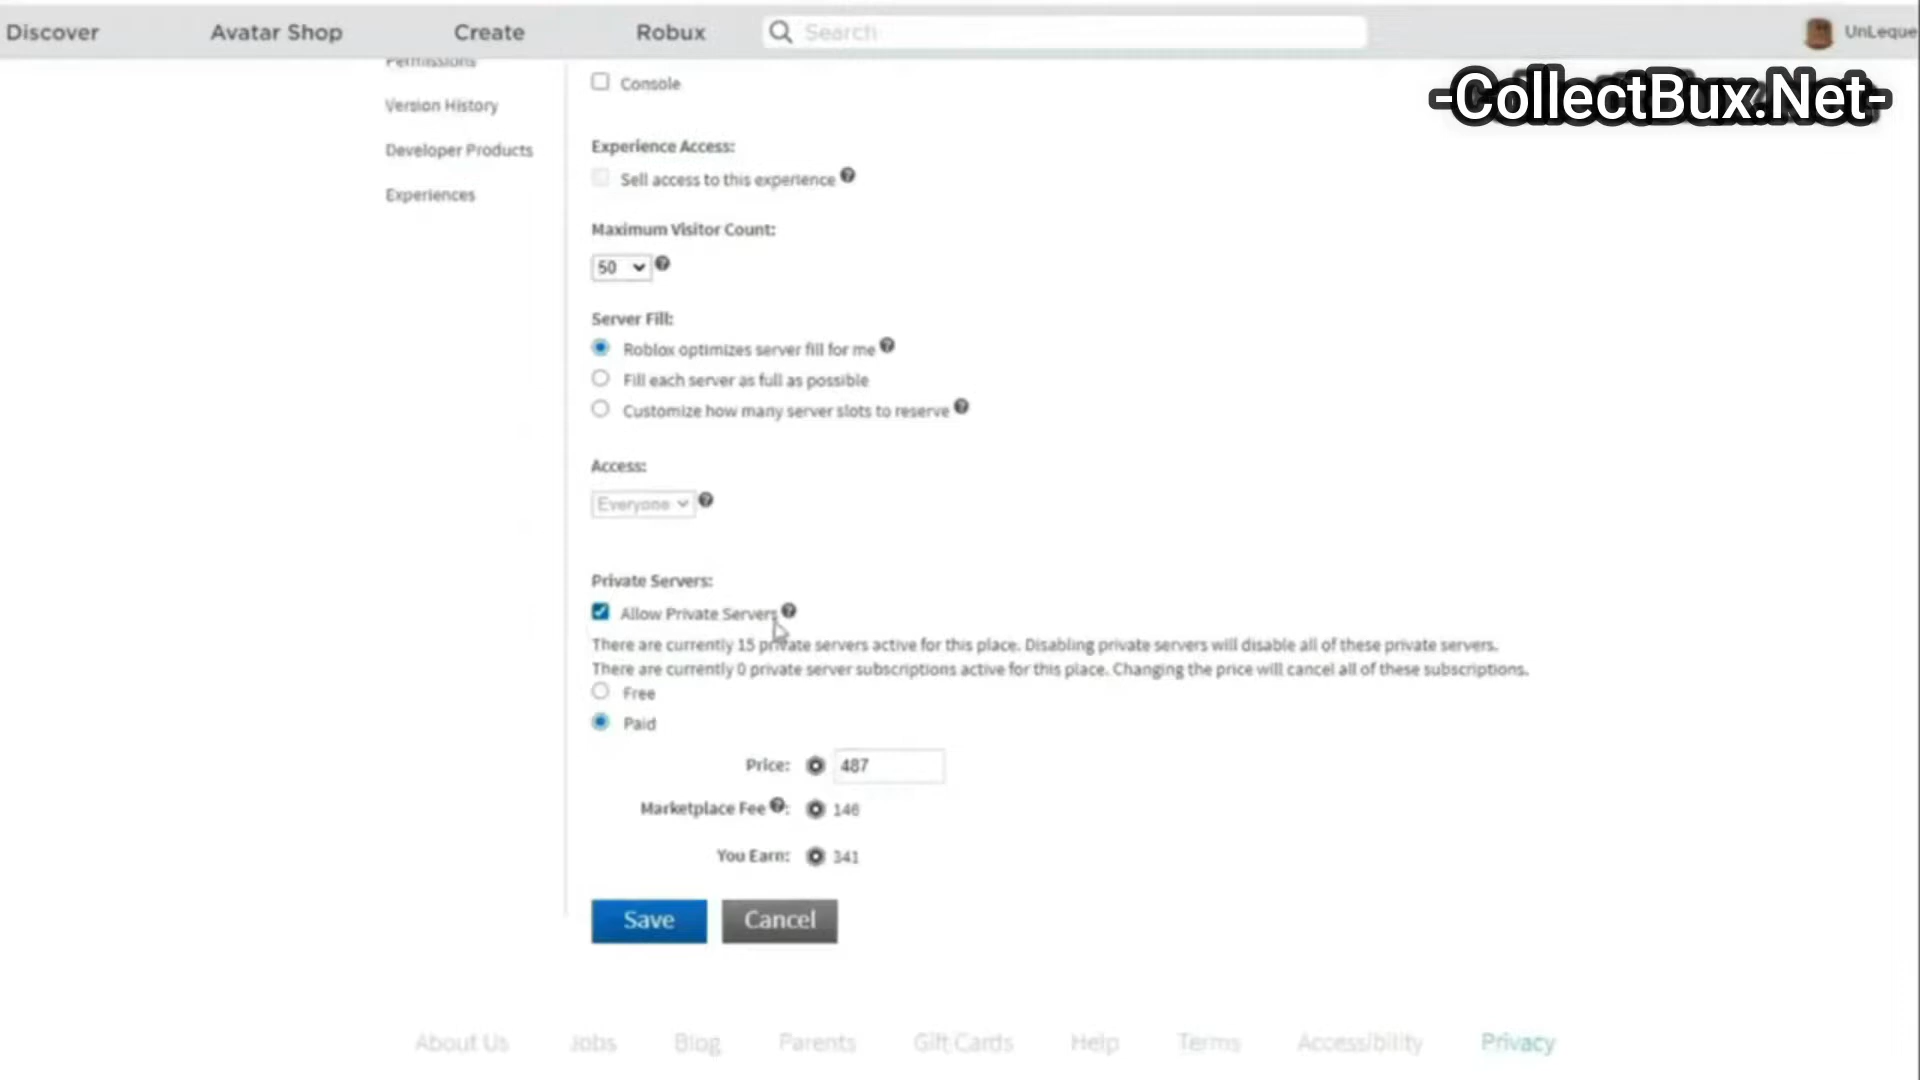 Discover Avatar Shop Create Robux Search UnLeque
-CollectBux.Net-
Permissions
Version History
Developer Products
Experiences
Console
Experience Access:
Sell access to this experience
Maximum Visitor Count:
50
Server Fill:
Roblox optimizes server fill for me
Fill each server as full as possible
Customize how many server slots to reserve
Access:
Everyone
Private Servers:
Allow Private Servers
There are currently 15 private servers active for this place. Disabling private servers will disable all of these private servers.
There are currently 0 private server subscriptions active for this place. Changing the price will cancel all of these subscriptions.
Free
Paid
Price: 487
Marketplace Fee : 146
You Earn: 341
Save Cancel
About Us Jobs Blog Parents Gift Cards Help Terms Accessibility Privacy